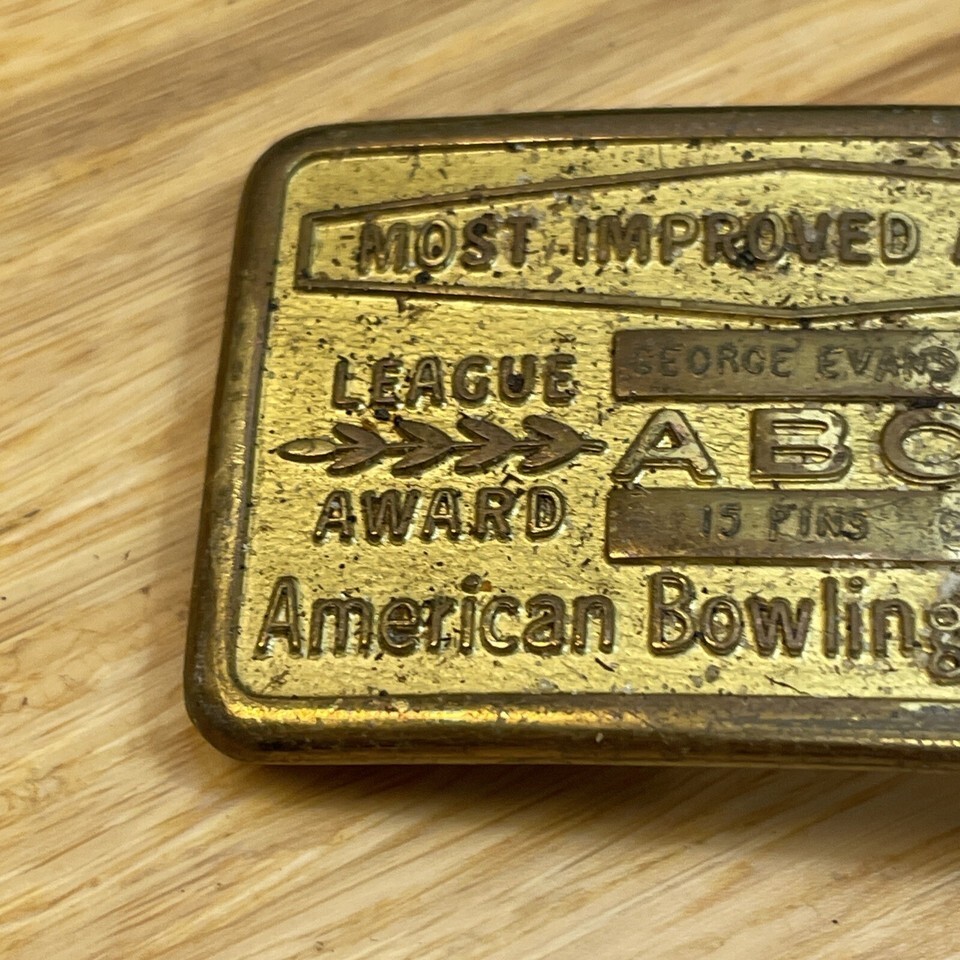 MOST IMPROVED A
LEAGUE
AWARD
GEORGE EVANS
ABC
15 PINS
American Bowling